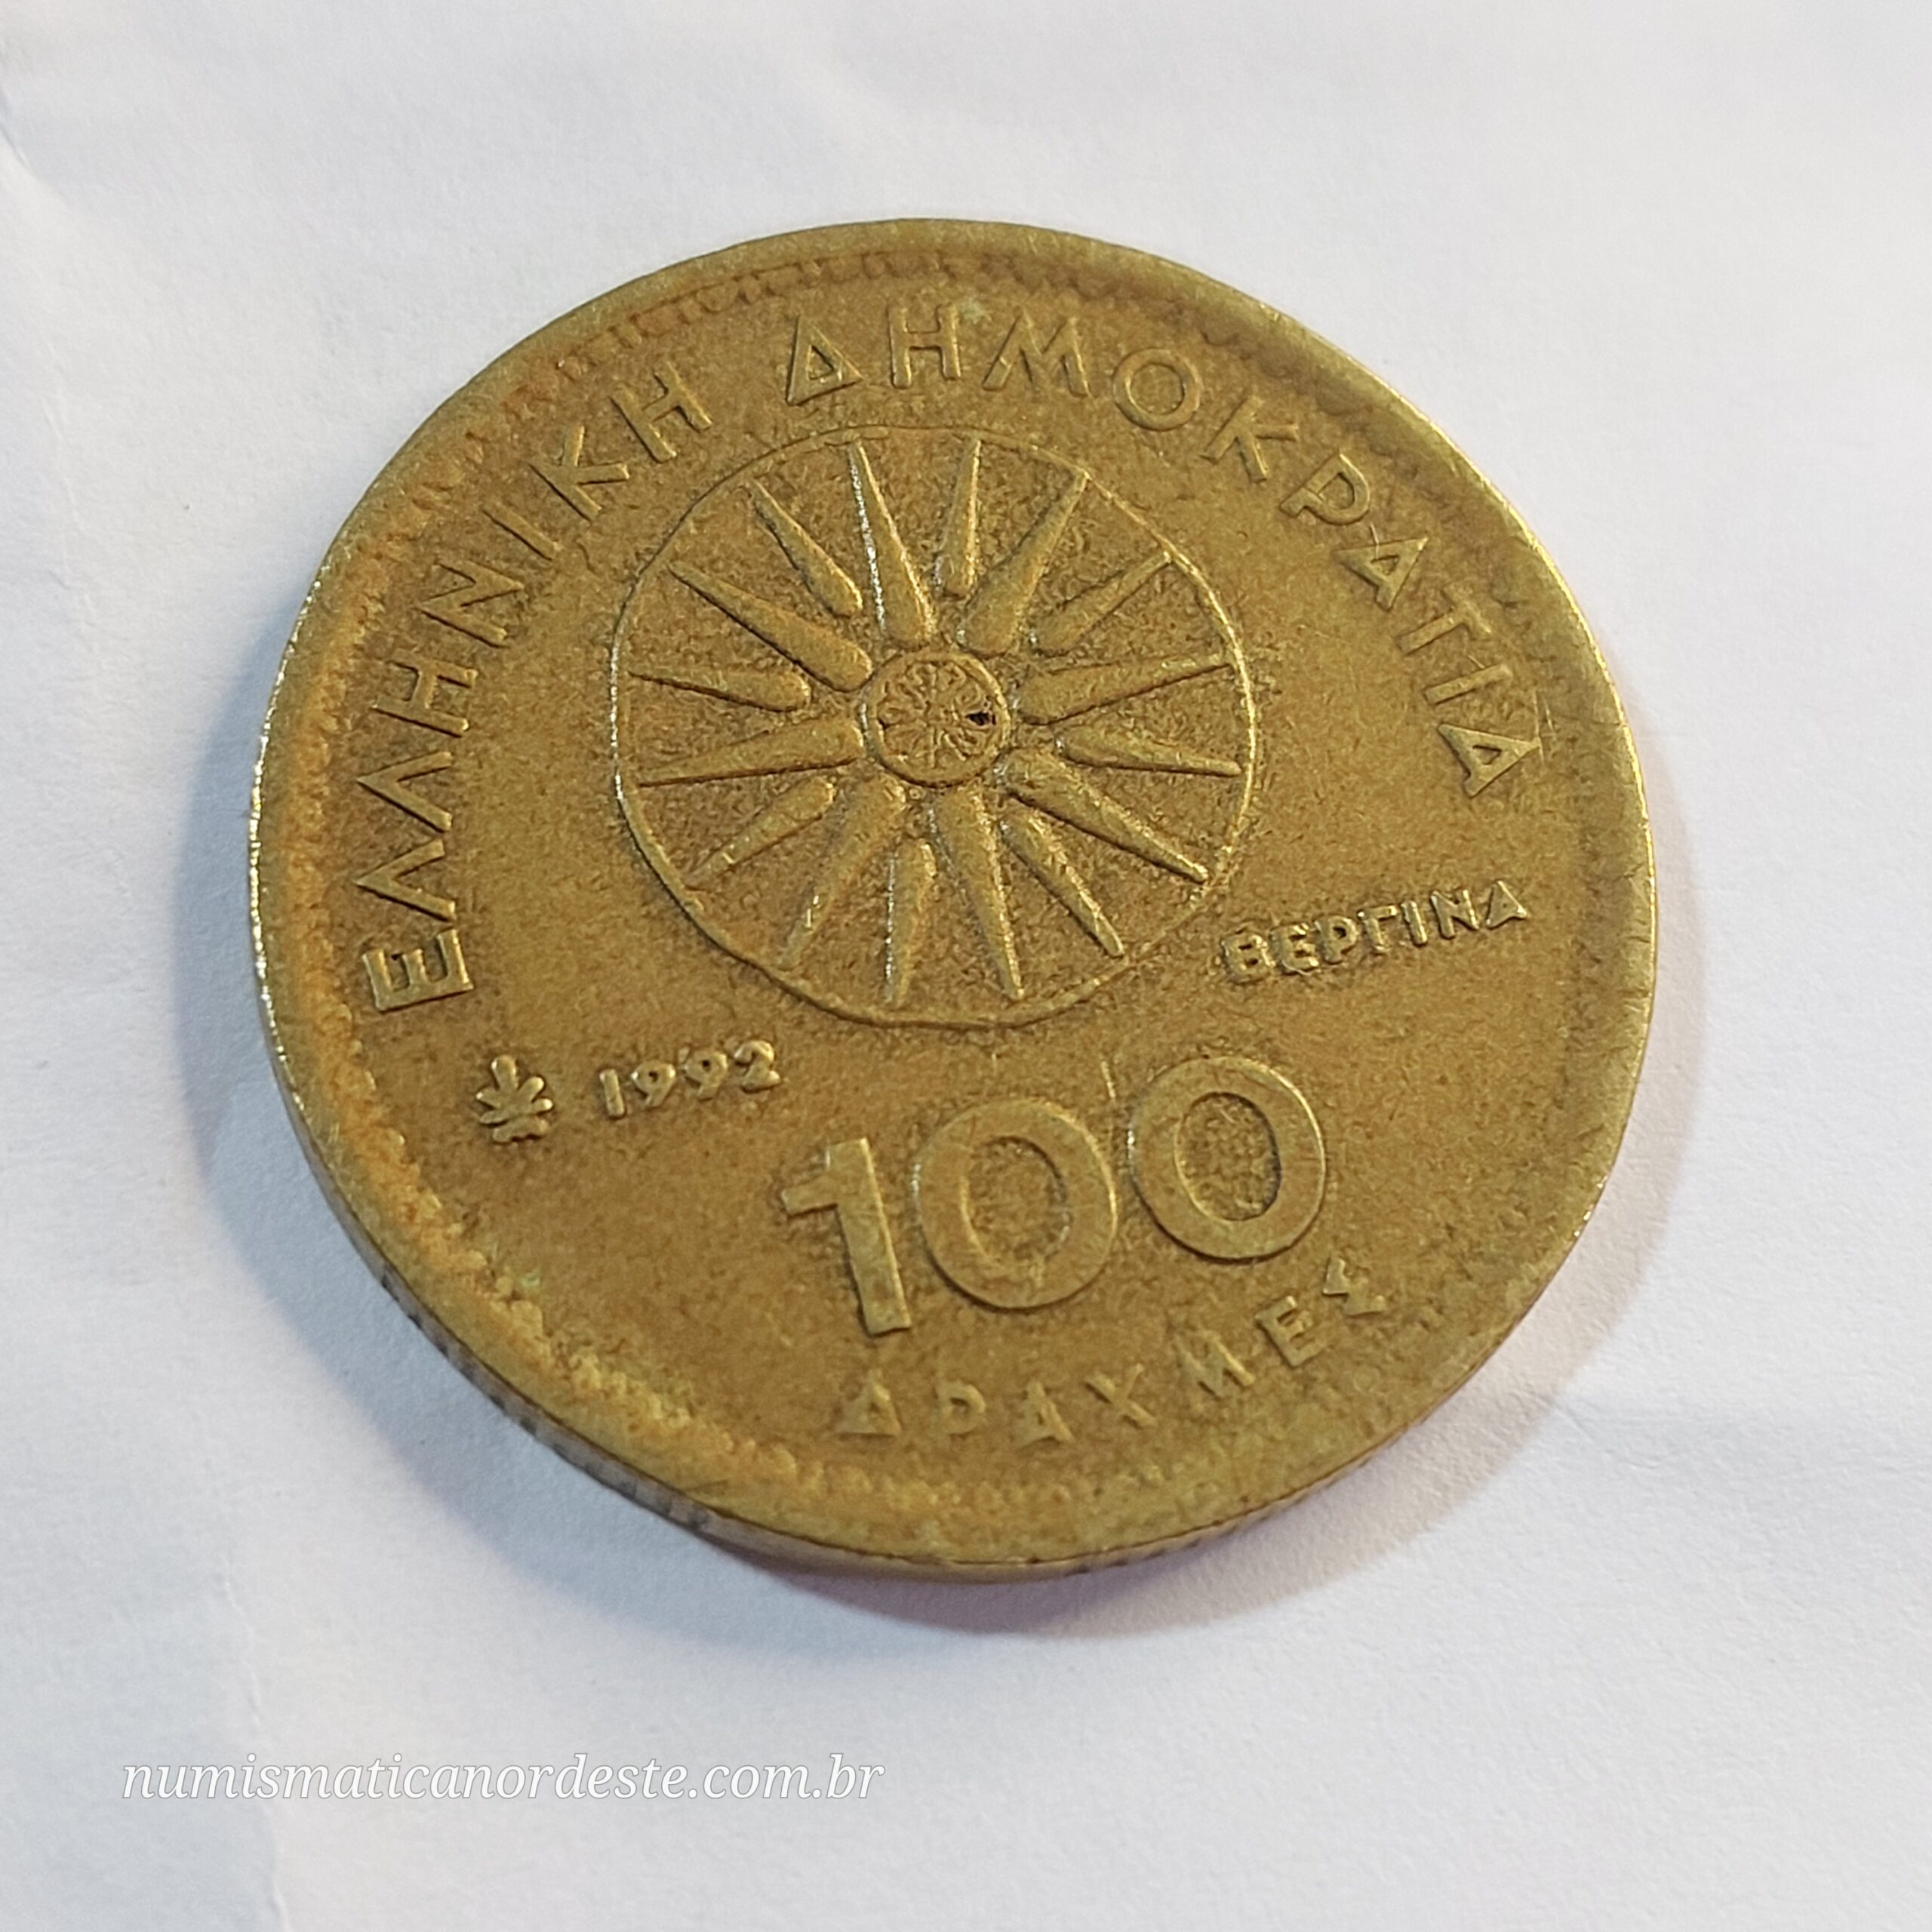 ΕΛΛΗΝΙΚΗ ΔΗΜΟΚΡΑΤΙΑ
ΒΕΡΓΙΝΑ
1992
100
ΔΡΑΧΜΕΣ
numismaticanordeste.com.br